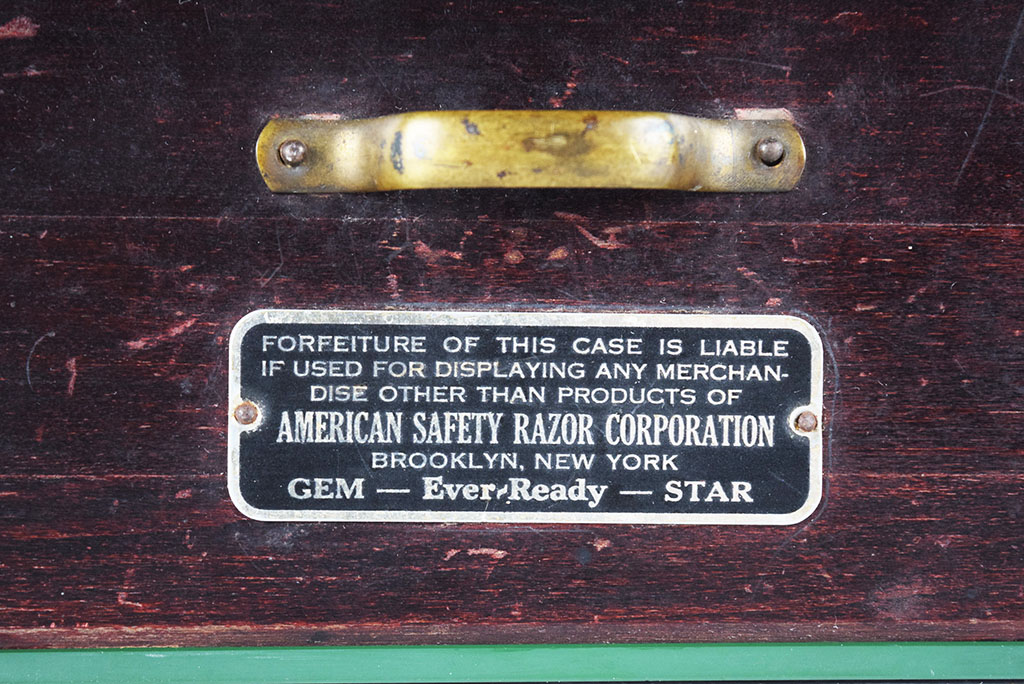 FORFEITURE OF THIS CASE IS LIABLE
IF USED FOR DISPLAYING ANY MERCHAN-
DISE OTHER THAN PRODUCTS OF
AMERICAN SAFETY RAZOR CORPORATION
BROOKLYN, NEW YORK
GEM — Ever-Ready — STAR